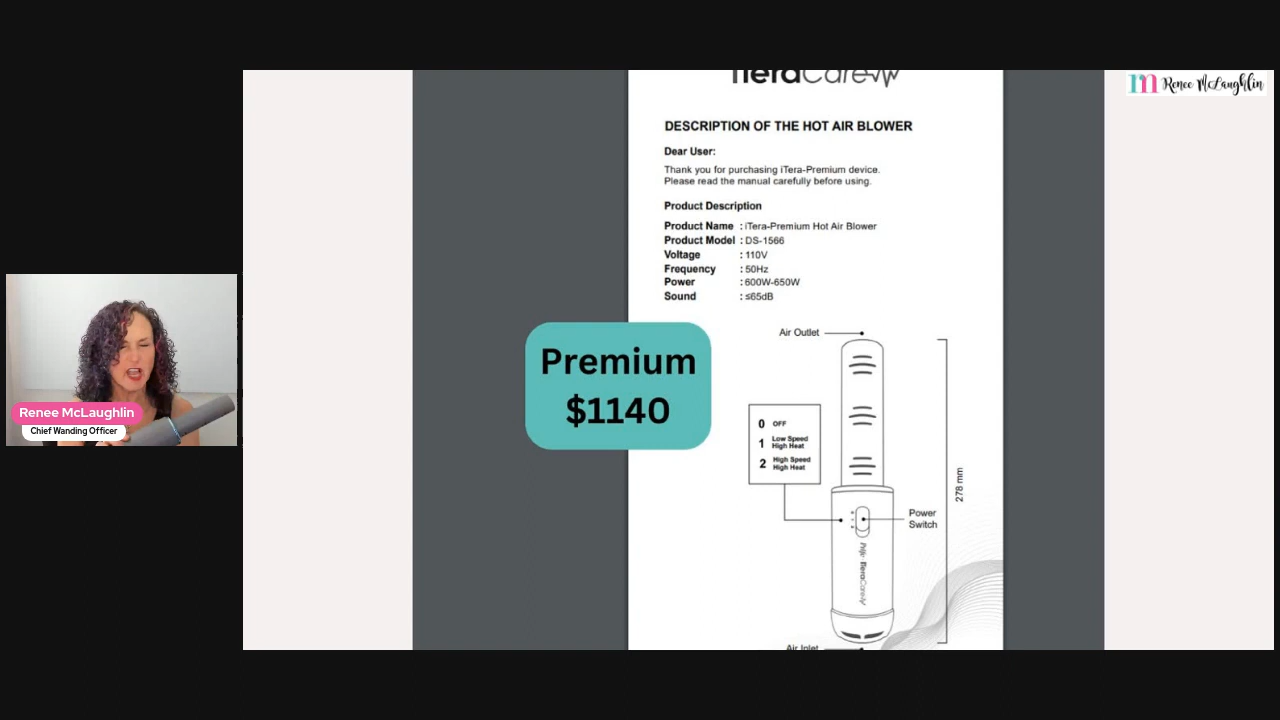 Renee McLaughlin
iTeraCare
DESCRIPTION OF THE HOT AIR BLOWER
Dear User:
Thank you for purchasing iTera-Premium device.
Please read the manual carefully before using.
Product Description
Product Name : iTera-Premium Hot Air Blower
Product Model : DS-1566
Voltage : 110V
Frequency : 50Hz
Power : 600W-650W
Sound : ≤65dB
Premium
$1140
Air Outlet
0 OFF
1 Low Speed
High Heat
2 High Speed
High Heat
278 mm
Power
Switch
iTeraCare
Air Inlet
Renee McLaughlin
Chief Wanding Officer